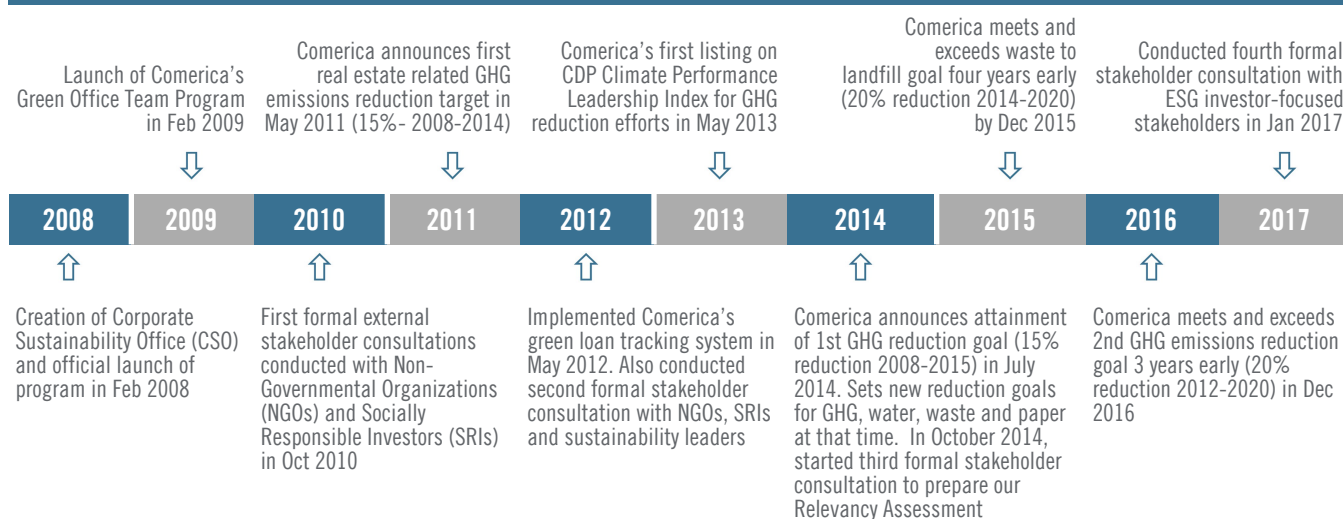 Launch of Comerica's
Green Office Team Program
in Feb 2009
Comerica announces first
real estate related GHG
emissions reduction target in
May 2011 (15%- 2008-2014)
Comerica's first listing on
CDP Climate Performance
Leadership Index for GHG
reduction efforts in May 2013
Comerica meets and
exceeds waste to
landfill goal four years early
(20% reduction 2014-2020)
by Dec 2015
Conducted fourth formal
stakeholder consultation with
ESG investor-focused
stakeholders in Jan 2017
2008 2009 2010 2011 2012 2013 2014 2015 2016 2017
Creation of Corporate
Sustainability Office (CSO)
and official launch of
program in Feb 2008
First formal external
stakeholder consultations
conducted with Non-
Governmental Organizations
(NGOs) and Socially
Responsible Investors (SRIs)
in Oct 2010
Implemented Comerica's
green loan tracking system in
May 2012. Also conducted
second formal stakeholder
consultation with NGOs, SRIs
and sustainability leaders
Comerica announces attainment
of 1st GHG reduction goal (15%
reduction 2008-2015) in July
2014. Sets new reduction goals
for GHG, water, waste and paper
at that time. In October 2014,
started third formal stakeholder
consultation to prepare our
Relevancy Assessment
Comerica meets and exceeds
2nd GHG emissions reduction
goal 3 years early (20%
reduction 2012-2020) in Dec
2016